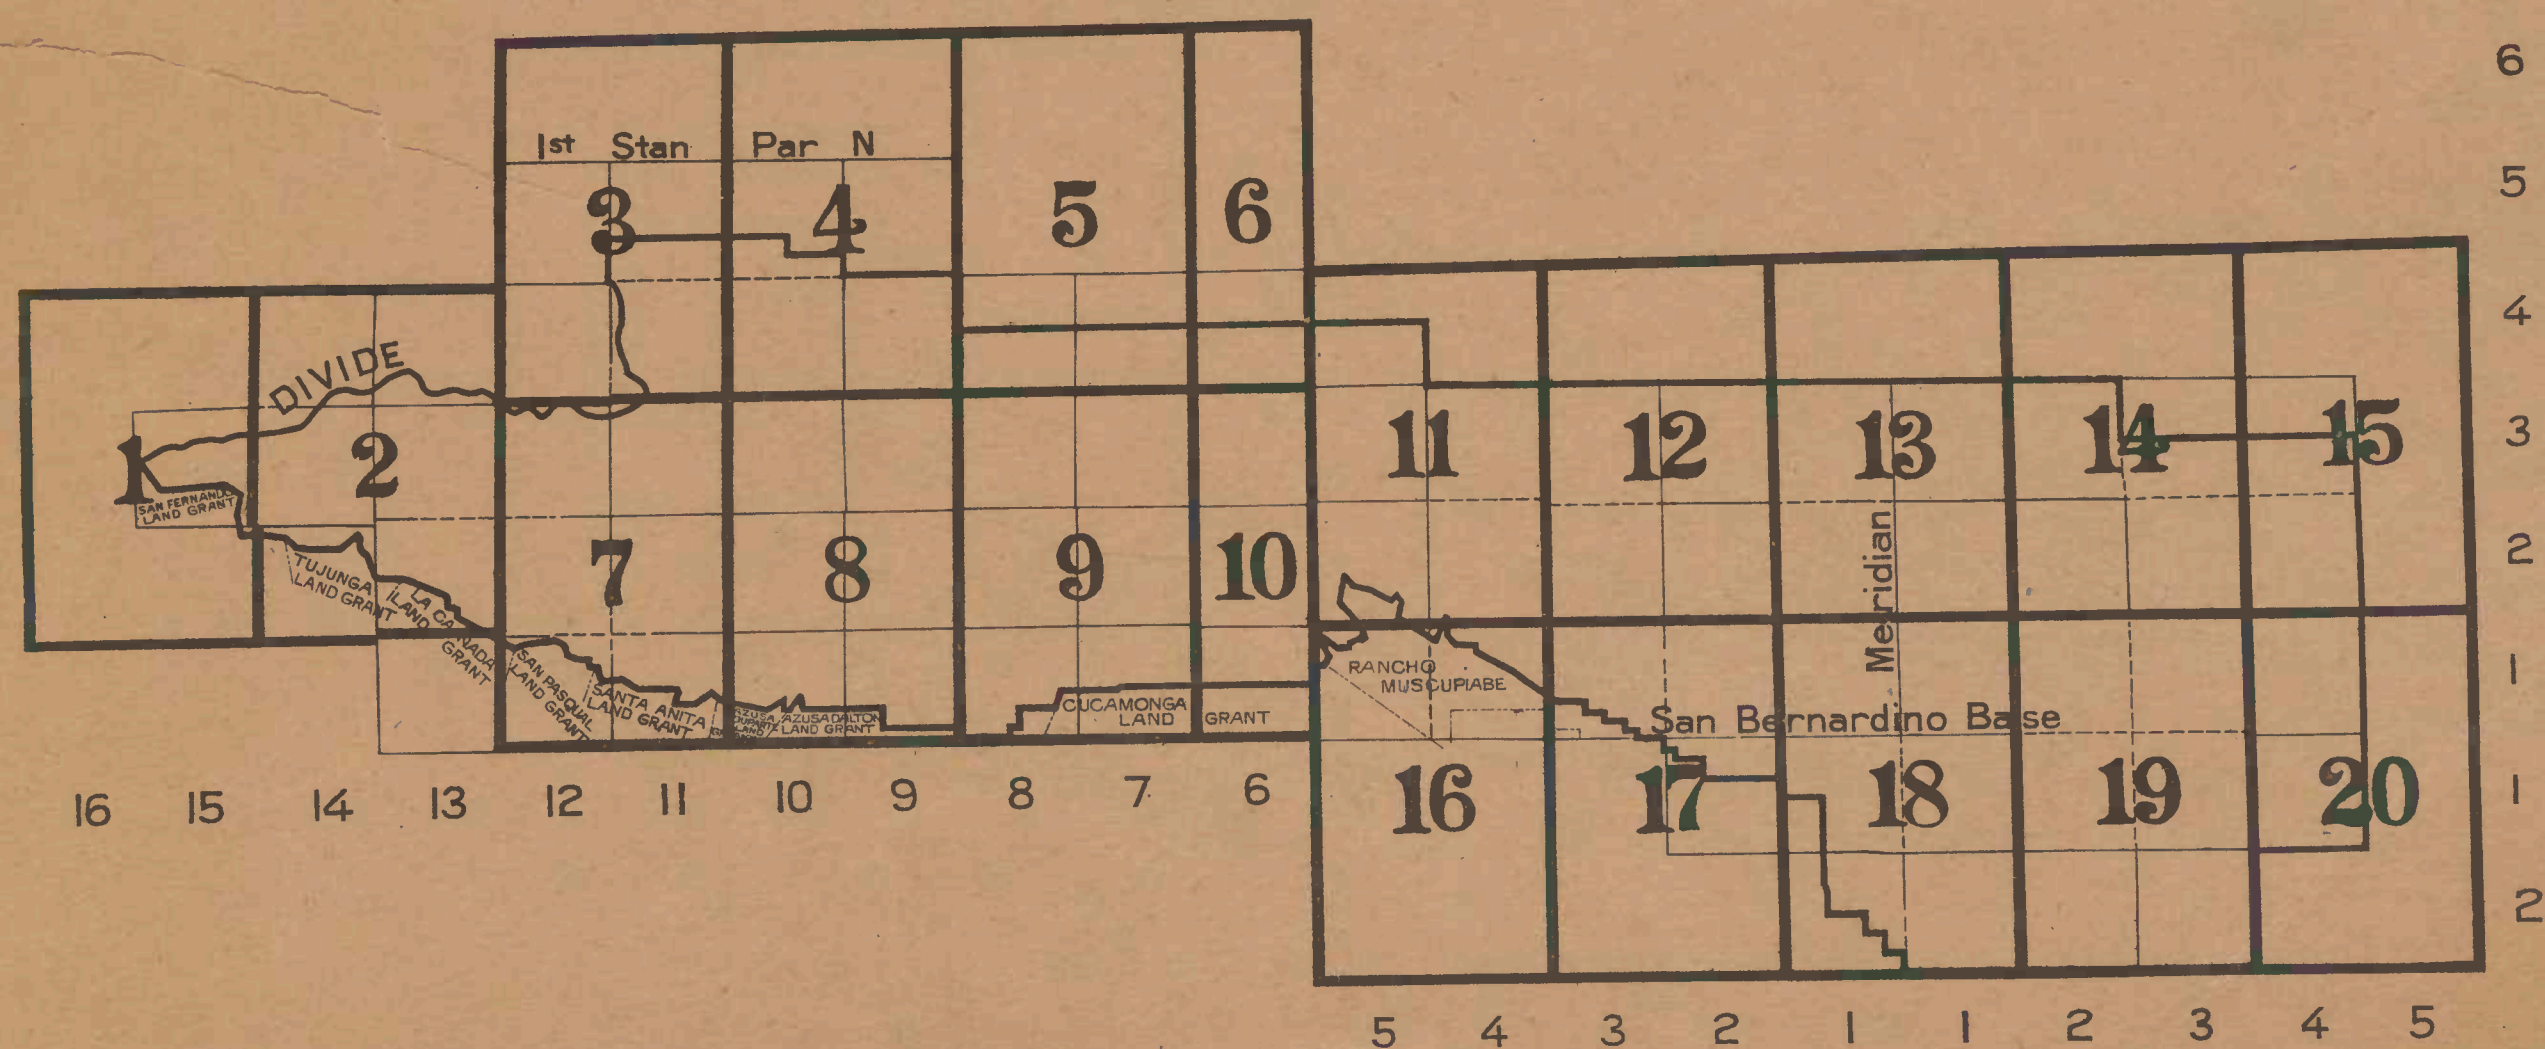 6
1st Stan Par N
5
3 4 5 6
4
DIVIDE
1 2 11 12 13 14 15 3
SAN FERNANDO
LAND GRANT
7 8 9 10 2
Meridian
TUJUNGA
LAND GRANT
LA CANADA
LAND
GRANT
SAN PASQUAL
LAND GRANT
SANTA ANITA
LAND GRANT
AZUSA
LAND
AZUSA DALTON
LAND GRANT
CUCAMONGA
LAND GRANT
RANCHO
MUSCUPIABE
1
San Bernardino Base
16 17 18 19 20 1
16 15 14 13 12 11 10 9 8 7 6
2
5 4 3 2 1 1 2 3 4 5